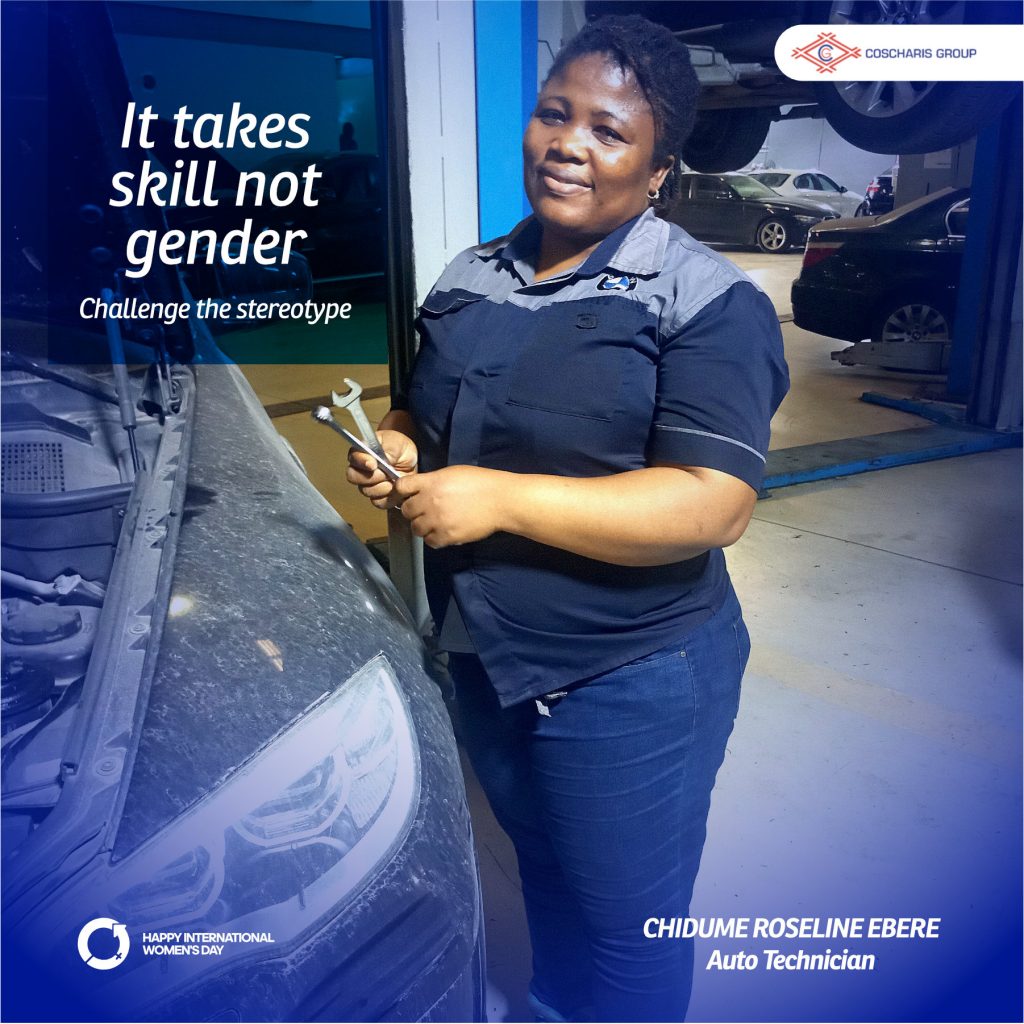 COSCHARIS GROUP
It takes
skill not
gender
Challenge the stereotype
HAPPY INTERNATIONAL
WOMEN'S DAY
CHIDUME ROSELINE EBERE
Auto Technician